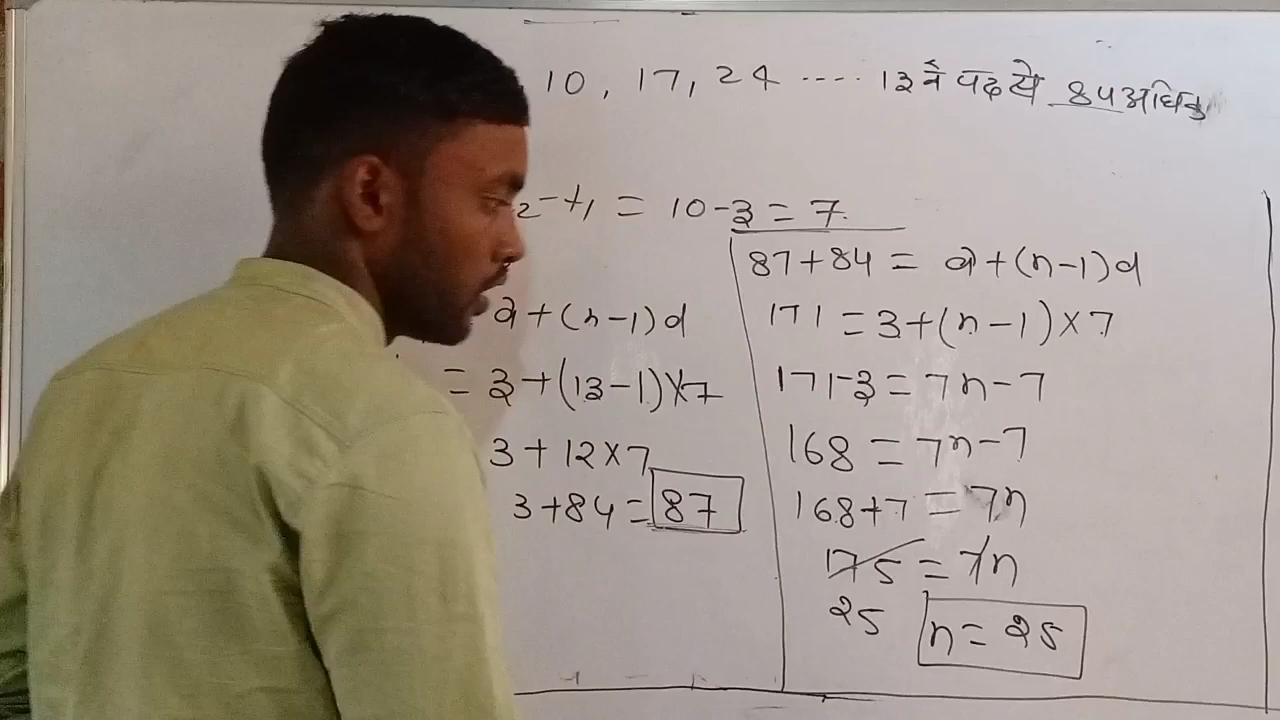 10, 17, 24 ---- 13वें पद से 84 अधिक
2 - t1 = 10-3 = 7
a+(n-1)d
= 3+(13-1)×7
3+12×7
3+84 = 87
87+84 = a+(n-1)d
171 = 3+(n-1)×7
171-3 = 7n-7
168 = 7n-7
168+7 = 7n
175 = 7n
25
n = 25